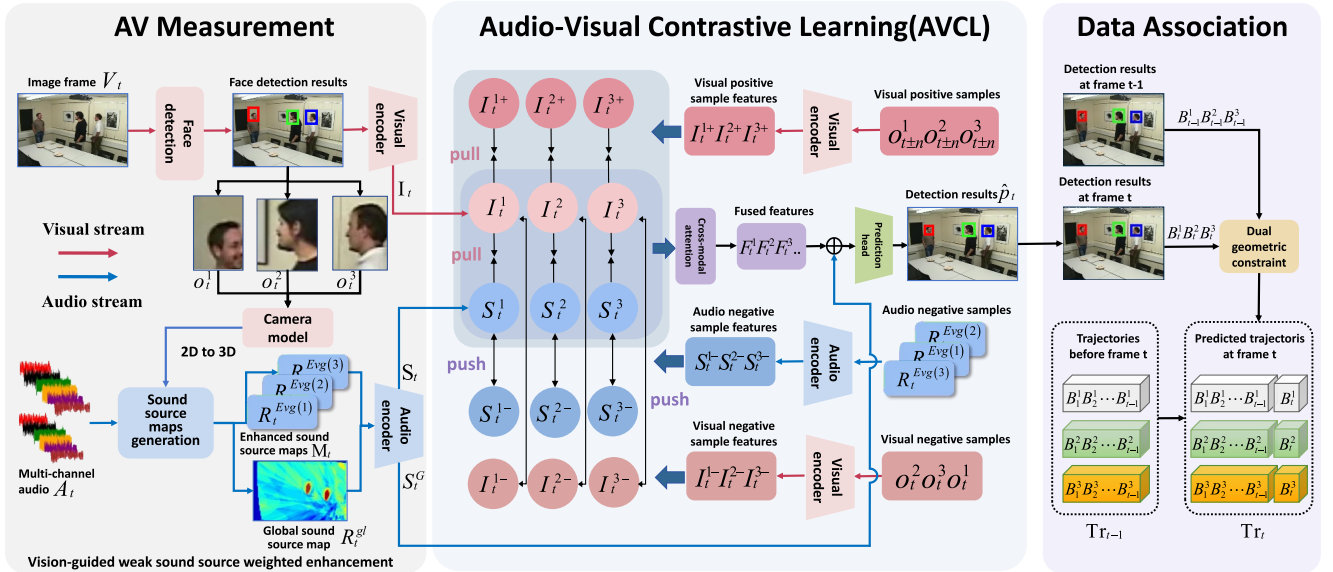 AV Measurement
Image frame V_t
Face detection results
Face
detection
Visual
encoder
I_t
o_t^1
o_t^2
o_t^3
Visual stream
Audio stream
Camera
model
2D to 3D
Multi-channel
audio A_t
Sound
source
maps
generation
R_t^{Evg(3)}
R_t^{Evg(2)}
R_t^{Evg(1)}
Enhanced sound
source maps M_t
Global sound
source map R_t^{gl}
Audio
encoder
S_t
S_t^G
Vision-guided weak sound source weighted enhancement
Audio-Visual Contrastive Learning(AVCL)
I_t^{1+} I_t^{2+} I_t^{3+}
pull
I_t^1 I_t^2 I_t^3
pull
S_t^1 S_t^2 S_t^3
push
push
S_t^{1-} S_t^{2-} S_t^{3-}
I_t^{1-} I_t^{2-} I_t^{3-}
Visual positive
sample features
I_t^{1+} I_t^{2+} I_t^{3+}
Visual
encoder
Visual positive samples
o_{t±n}^1 o_{t±n}^2 o_{t±n}^3
Cross-modal
attention
Fused features
F_t^1 F_t^2 F_t^3 ..
Prediction
head
Detection results p̂_t
Audio negative
sample features
S_t^{1-} S_t^{2-} S_t^{3-}
Audio
encoder
Audio negative samples
R_t^{Evg(2)}
R_t^{Evg(1)}
R_t^{Evg(3)}
Visual negative
sample features
I_t^{1-} I_t^{2-} I_t^{3-}
Visual
encoder
Visual negative samples
o_t^2 o_t^3 o_t^1
Data Association
Detection results
at frame t-1
B_{t-1}^1 B_{t-1}^2 B_{t-1}^3
Detection results
at frame t
B_t^1 B_t^2 B_t^3
Dual
geometric
constraint
Trajectories
before frame t
B_1^1 B_2^1 ⋯ B_{t-1}^1
B_1^2 B_2^2 ⋯ B_{t-1}^2
B_1^3 B_2^3 ⋯ B_{t-1}^3
Tr_{t-1}
Predicted trajectoris
at frame t
B_1^1 B_2^1 ⋯ B_{t-1}^1 B_t^1
B_1^2 B_2^2 ⋯ B_{t-1}^2 B_t^2
B_1^3 B_2^3 ⋯ B_{t-1}^3 B_t^3
Tr_t